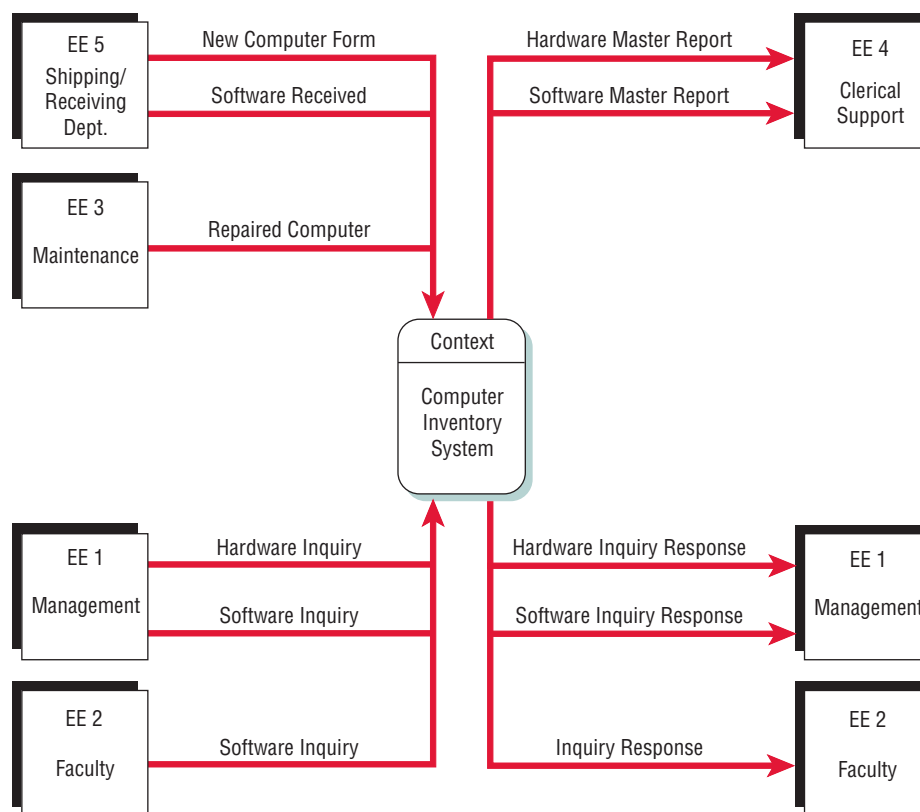 EE 5
Shipping/
Receiving
Dept.
New Computer Form
Software Received
Hardware Master Report
Software Master Report
EE 4
Clerical
Support
EE 3
Maintenance
Repaired Computer
Context
Computer
Inventory
System
EE 1
Management
Hardware Inquiry
Software Inquiry
Hardware Inquiry Response
Software Inquiry Response
EE 1
Management
EE 2
Faculty
Software Inquiry
Inquiry Response
EE 2
Faculty